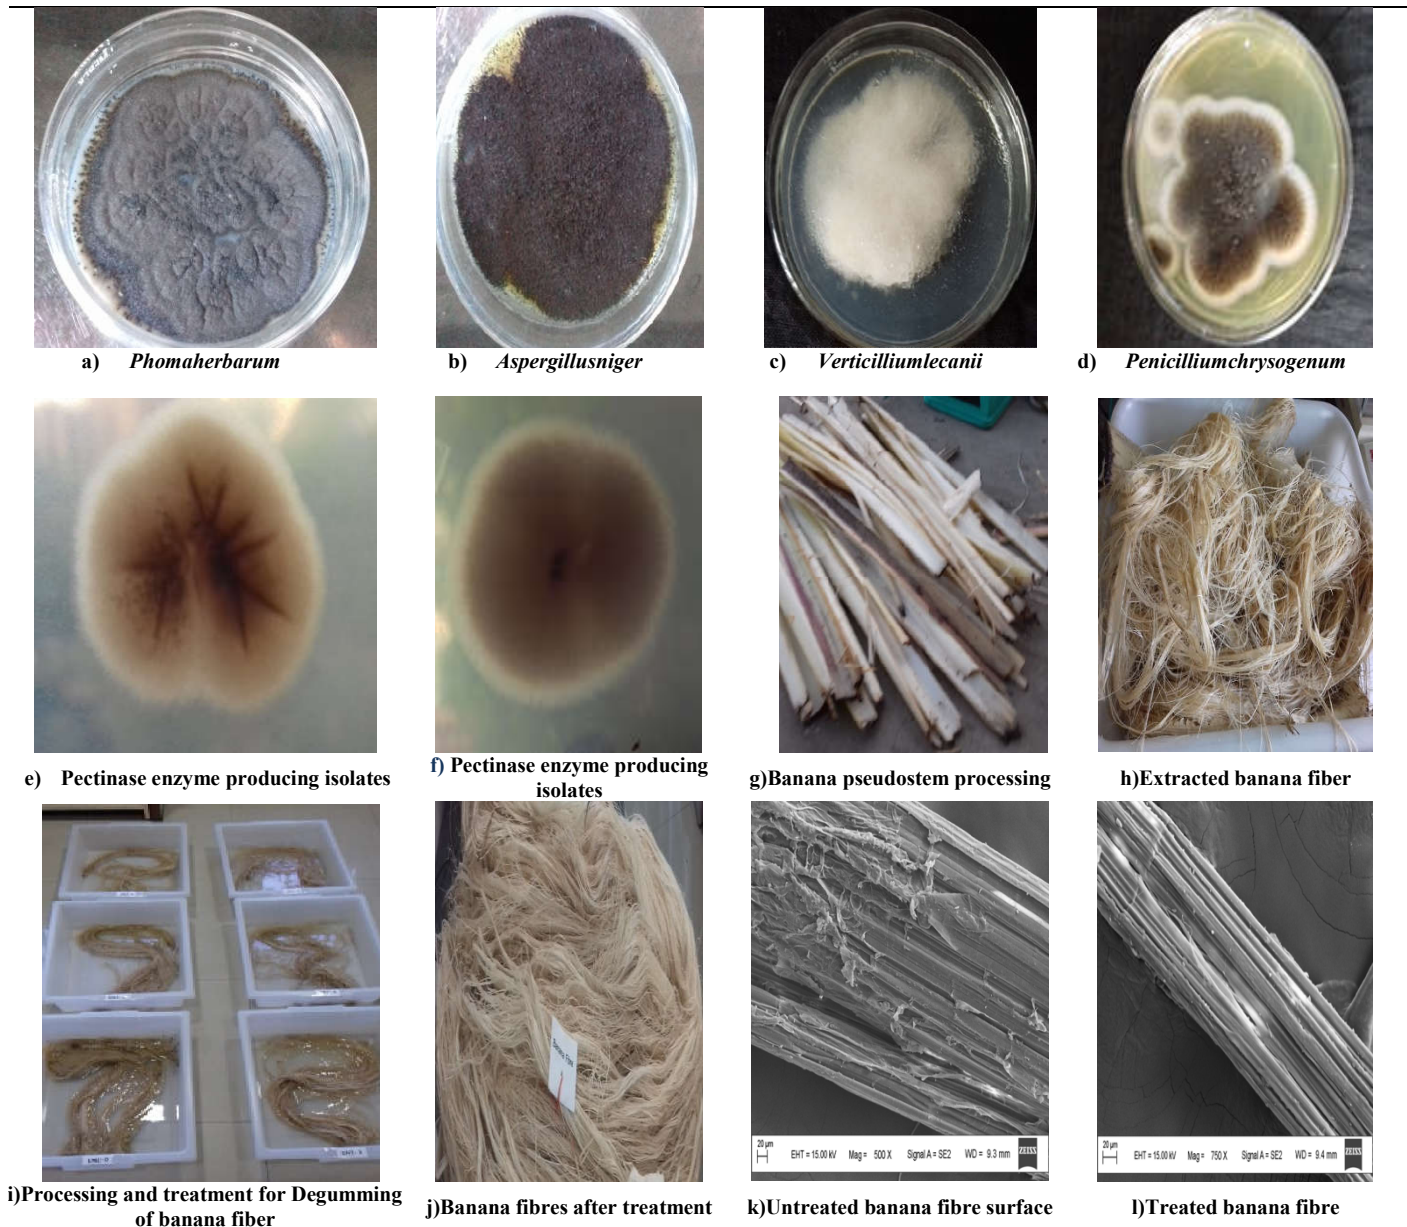 a) Phomaherbarum
b) Aspergillusniger
c) Verticilliumlecanii
d) Penicilliumchrysogenum
e) Pectinase enzyme producing isolates
f) Pectinase enzyme producing
isolates
g)Banana pseudostem processing
h)Extracted banana fiber
20 µm
EHT = 15.00 kV Mag = 500 X Signal A = SE2 WD = 9.3 mm ZEISS
20 µm
EHT = 15.00 kV Mag = 750 X Signal A = SE2 WD = 9.4 mm ZEISS
i)Processing and treatment for Degumming
of banana fiber
j)Banana fibres after treatment
k)Untreated banana fibre surface
l)Treated banana fibre